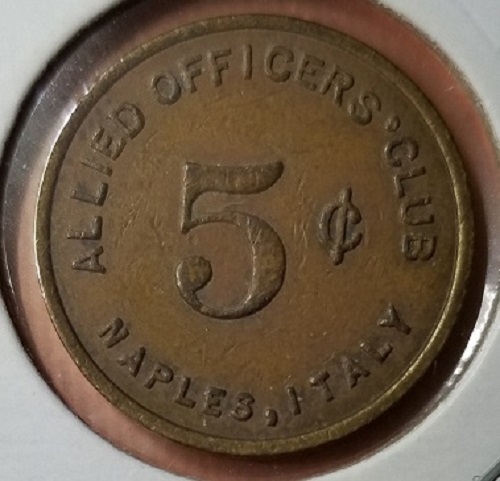 ALLIED OFFICERS' CLUB
5 ¢
NAPLES, ITALY